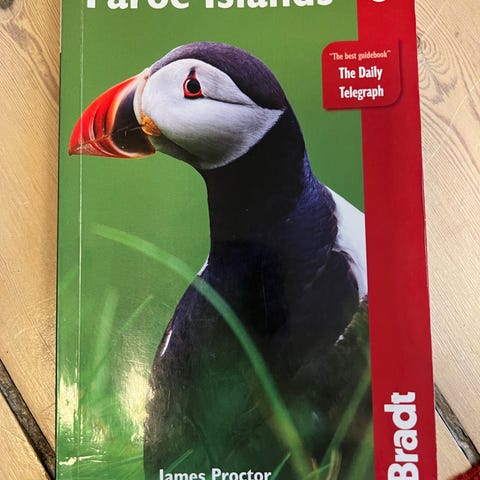 Faroe Islands
"The best guidebook"
The Daily
Telegraph
James Proctor
Bradt